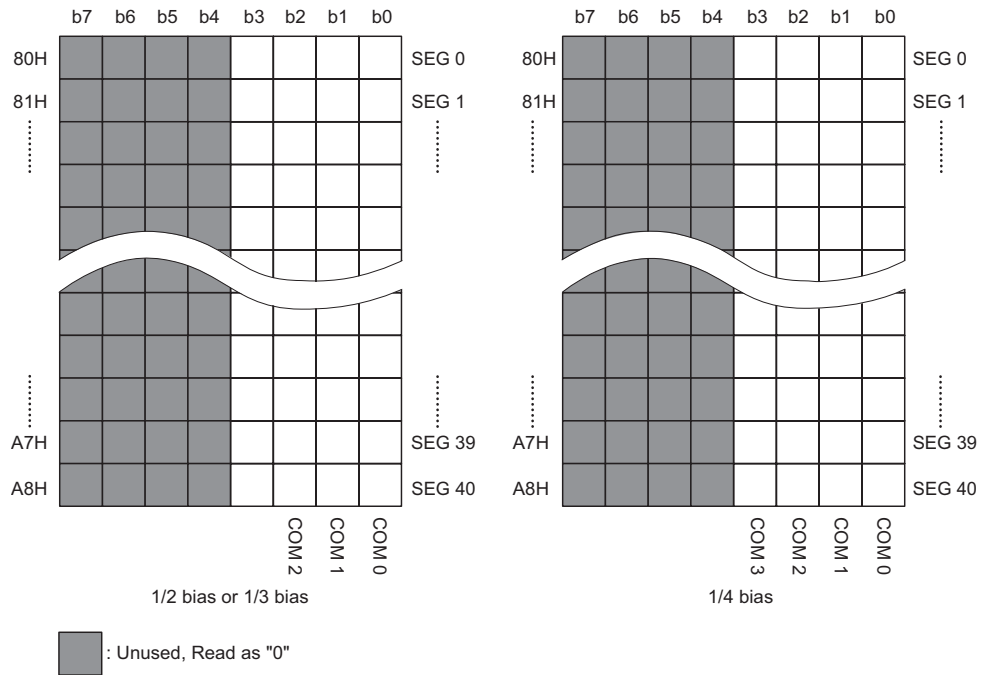 b7 b6 b5 b4 b3 b2 b1 b0
80H SEG 0
81H SEG 1
A7H SEG 39
A8H SEG 40
COM 2 COM 1 COM 0
1/2 bias or 1/3 bias
b7 b6 b5 b4 b3 b2 b1 b0
80H SEG 0
81H SEG 1
A7H SEG 39
A8H SEG 40
COM 3 COM 2 COM 1 COM 0
1/4 bias
: Unused, Read as "0"